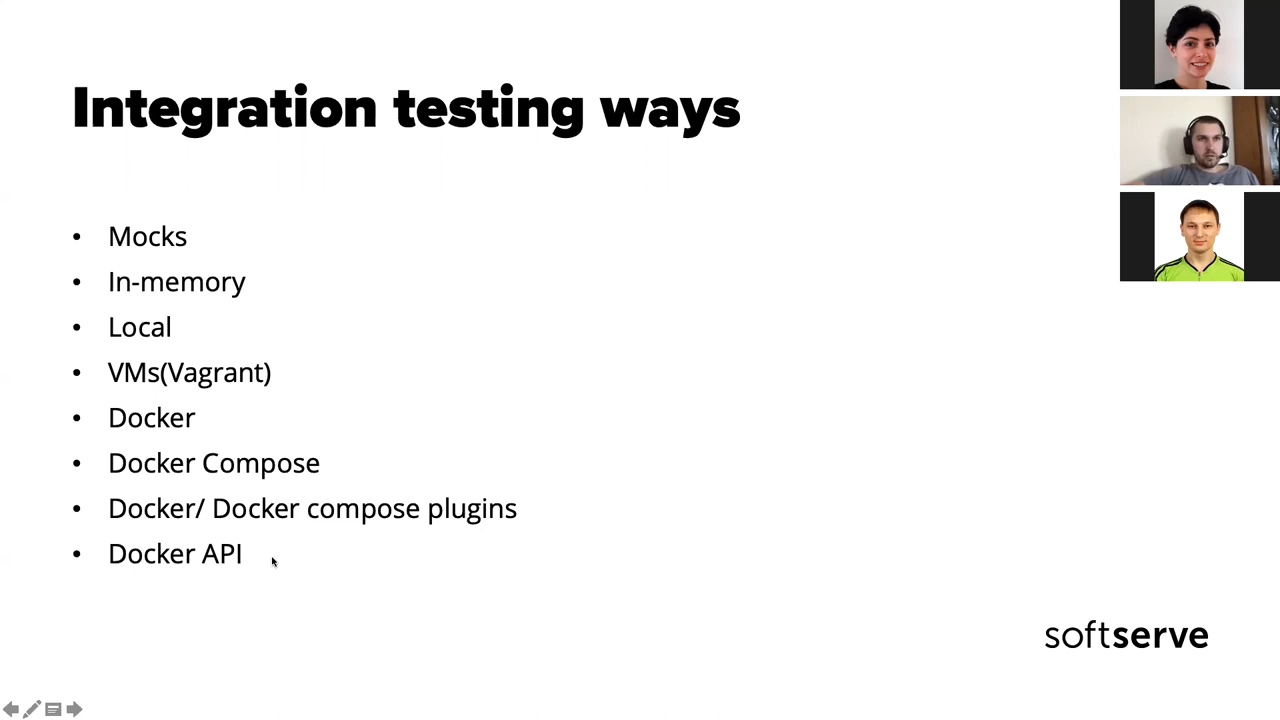 Integration testing ways
• Mocks
• In-memory
• Local
• VMs(Vagrant)
• Docker
• Docker Compose
• Docker/ Docker compose plugins
• Docker API
softserve